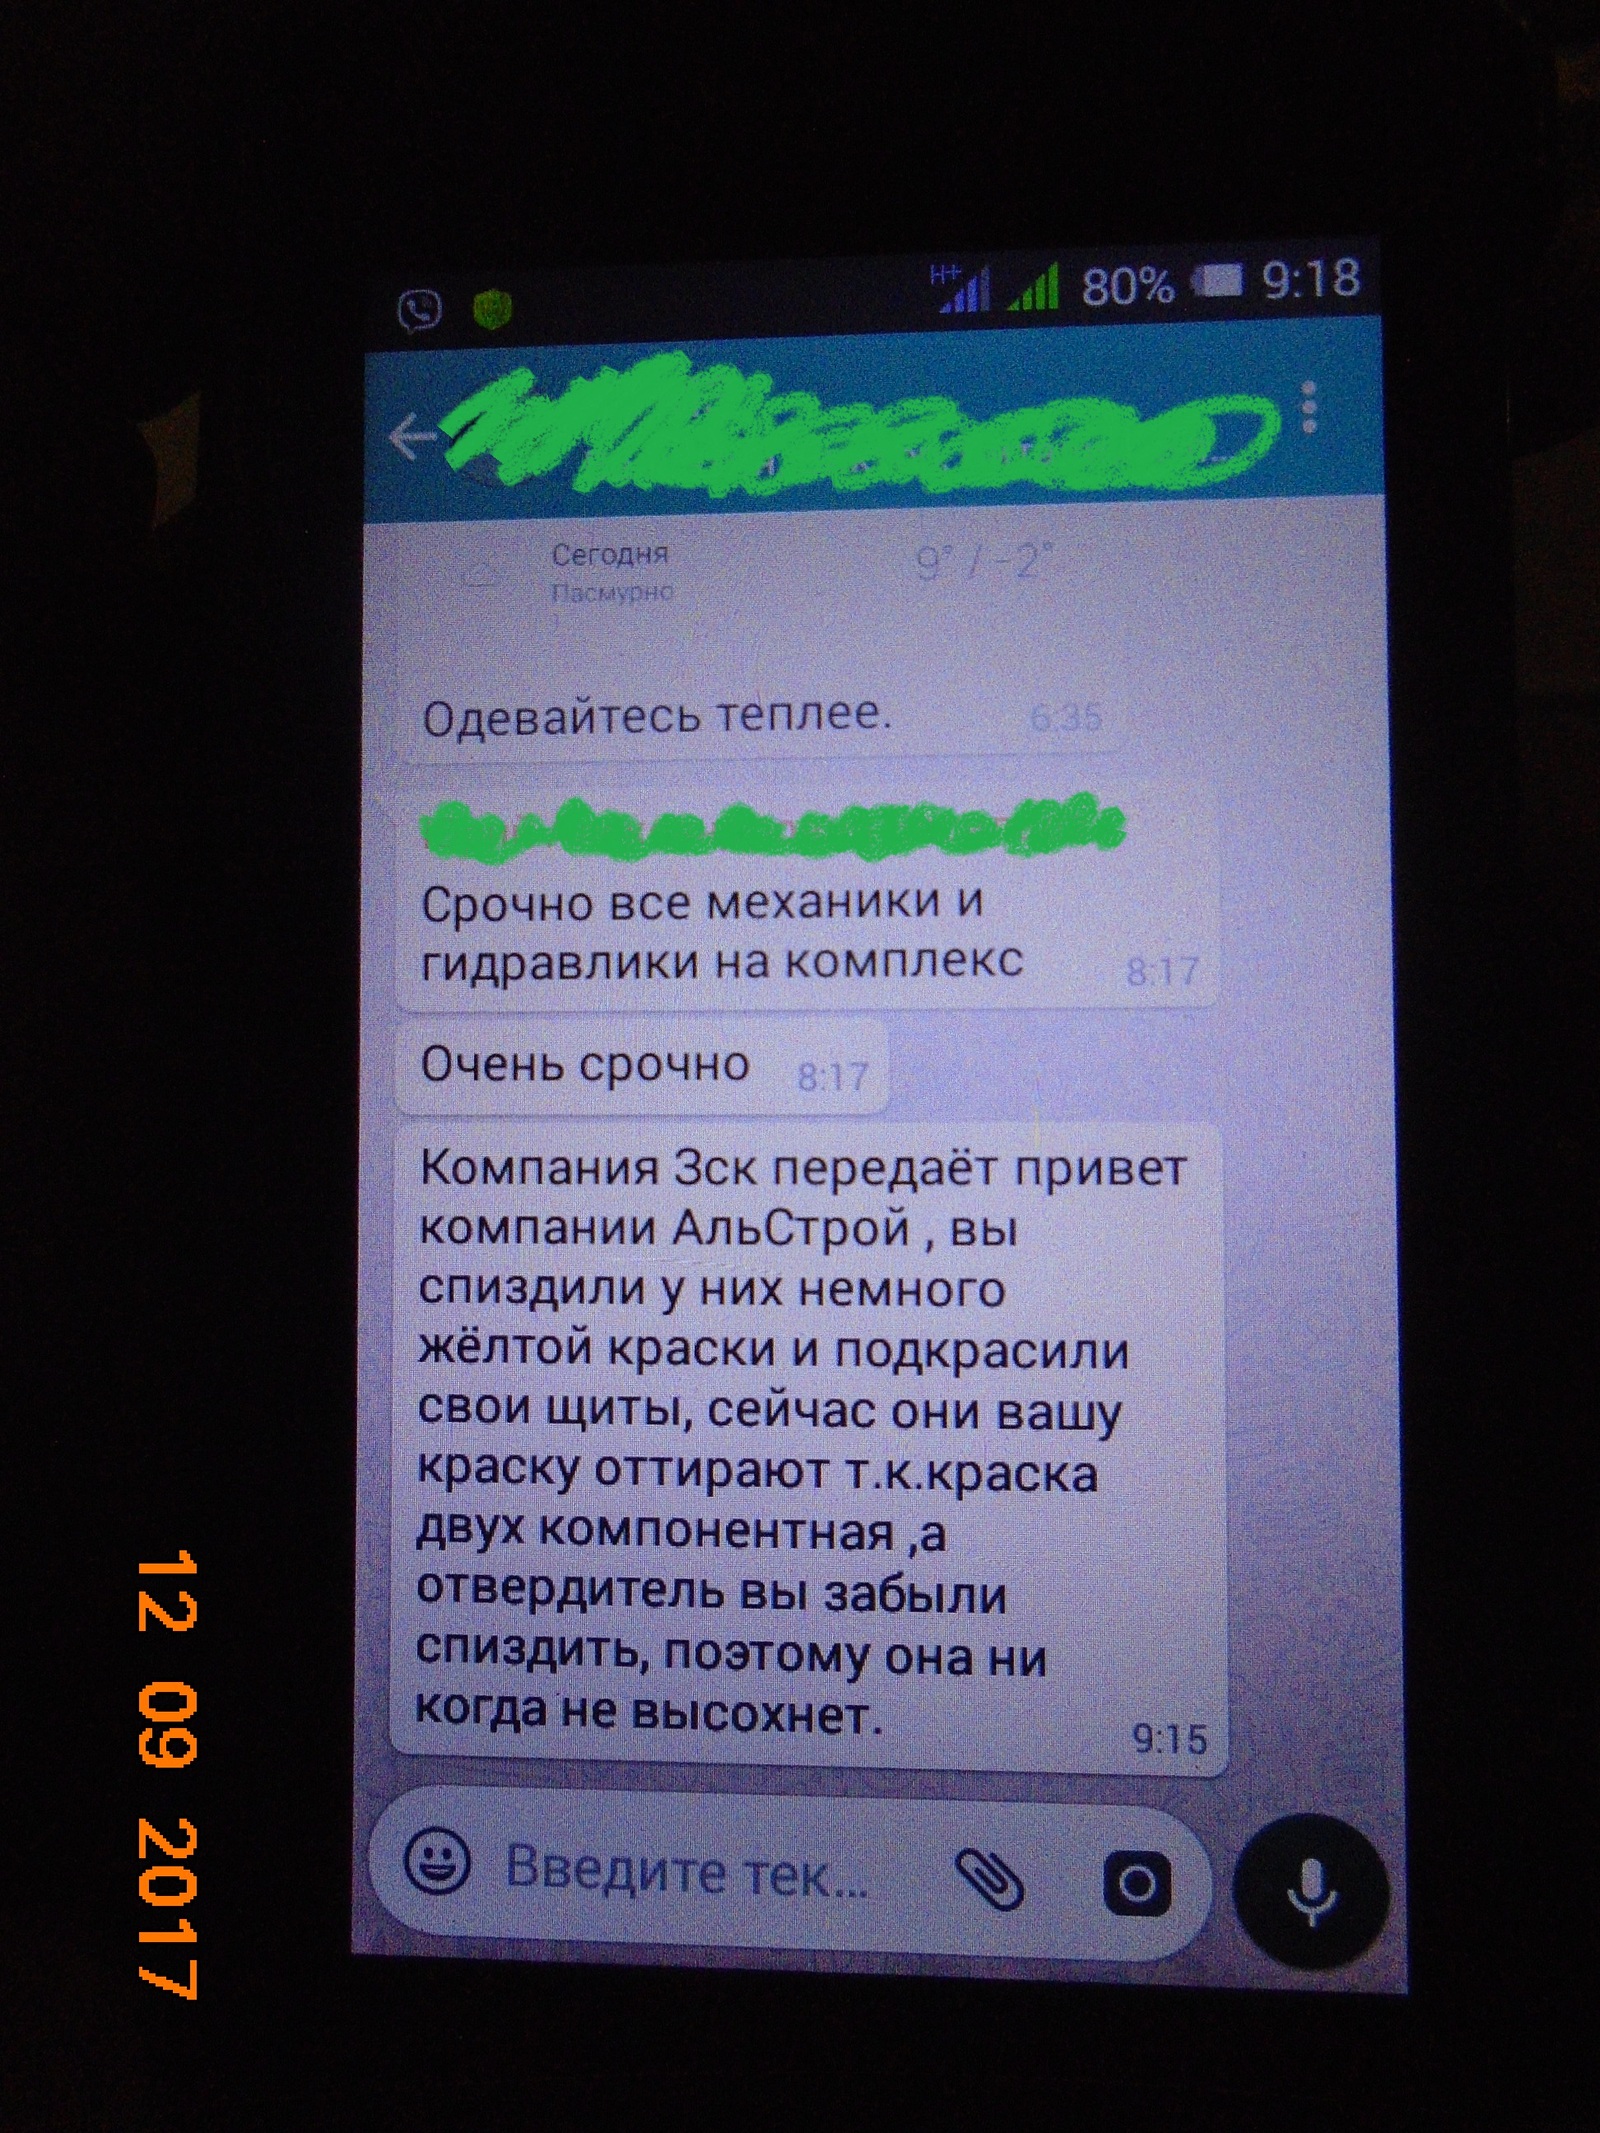 H+ 80% 9:18
Сегодня 9° / -2°
Пасмурно
Одевайтесь теплее. 6:35
Срочно все механики и
гидравлики на комплекс 8:17
Очень срочно 8:17
Компания Зск передаёт привет
компании АльСтрой , вы
спиздили у них немного
жёлтой краски и подкрасили
свои щиты, сейчас они вашу
краску оттирают т.к.краска
двух компонентная ,а
отвердитель вы забыли
спиздить, поэтому она ни
когда не высохнет. 9:15
Введите тек...
12 09 2017